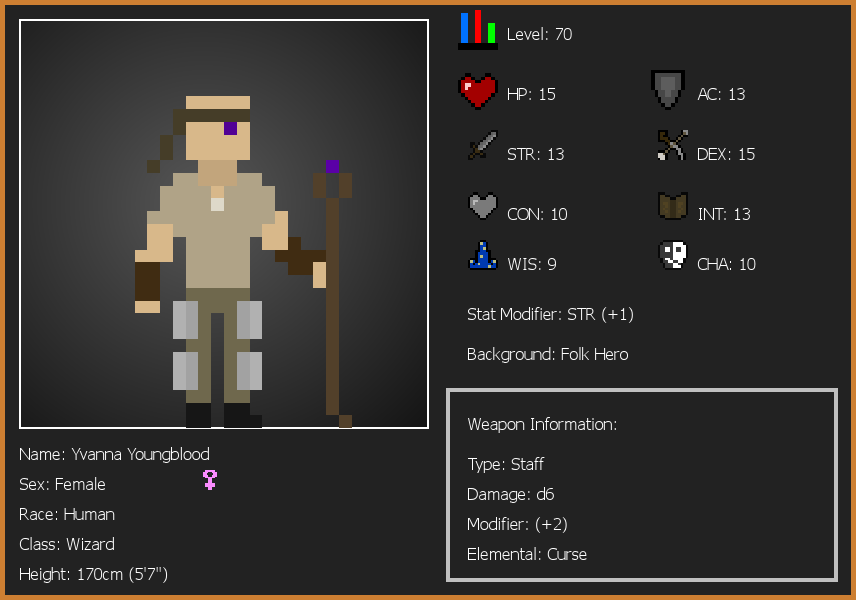 Level: 70
HP: 15
AC: 13
STR: 13
DEX: 15
CON: 10
INT: 13
WIS: 9
CHA: 10
Stat Modifier: STR (+1)
Background: Folk Hero
Weapon Information:
Type: Staff
Damage: d6
Modifier: (+2)
Elemental: Curse
Name: Yvanna Youngblood
Sex: Female
Race: Human
Class: Wizard
Height: 170cm (5'7")